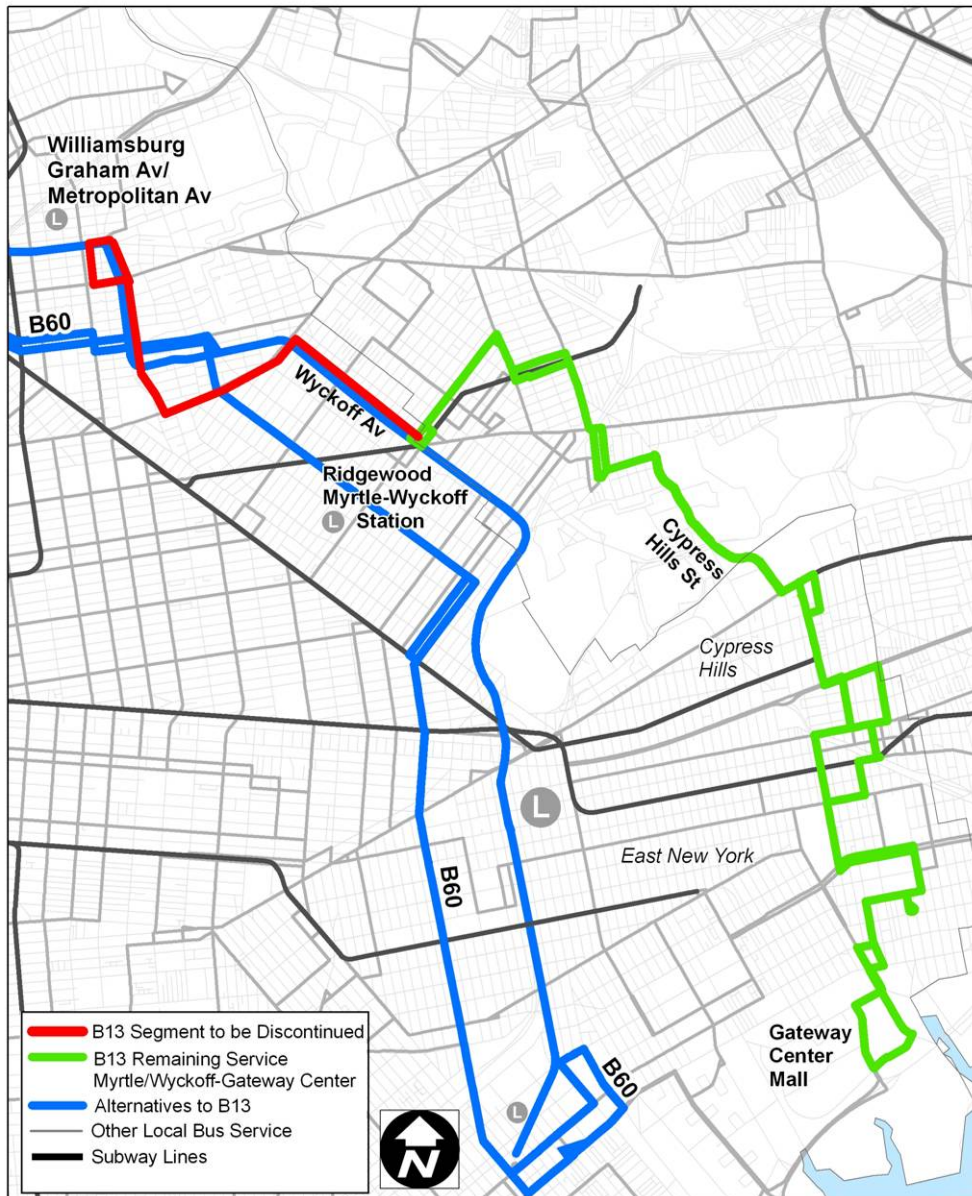 Williamsburg
Graham Av/
Metropolitan Av
L
B60
Wyckoff Av
Ridgewood
Myrtle-Wyckoff
L Station
Cypress
Hills St
Cypress
Hills
L
East New York
B60
B60
L
Gateway
Center
Mall
B13 Segment to be Discontinued
B13 Remaining Service
Myrtle/Wyckoff-Gateway Center
Alternatives to B13
Other Local Bus Service
Subway Lines
N